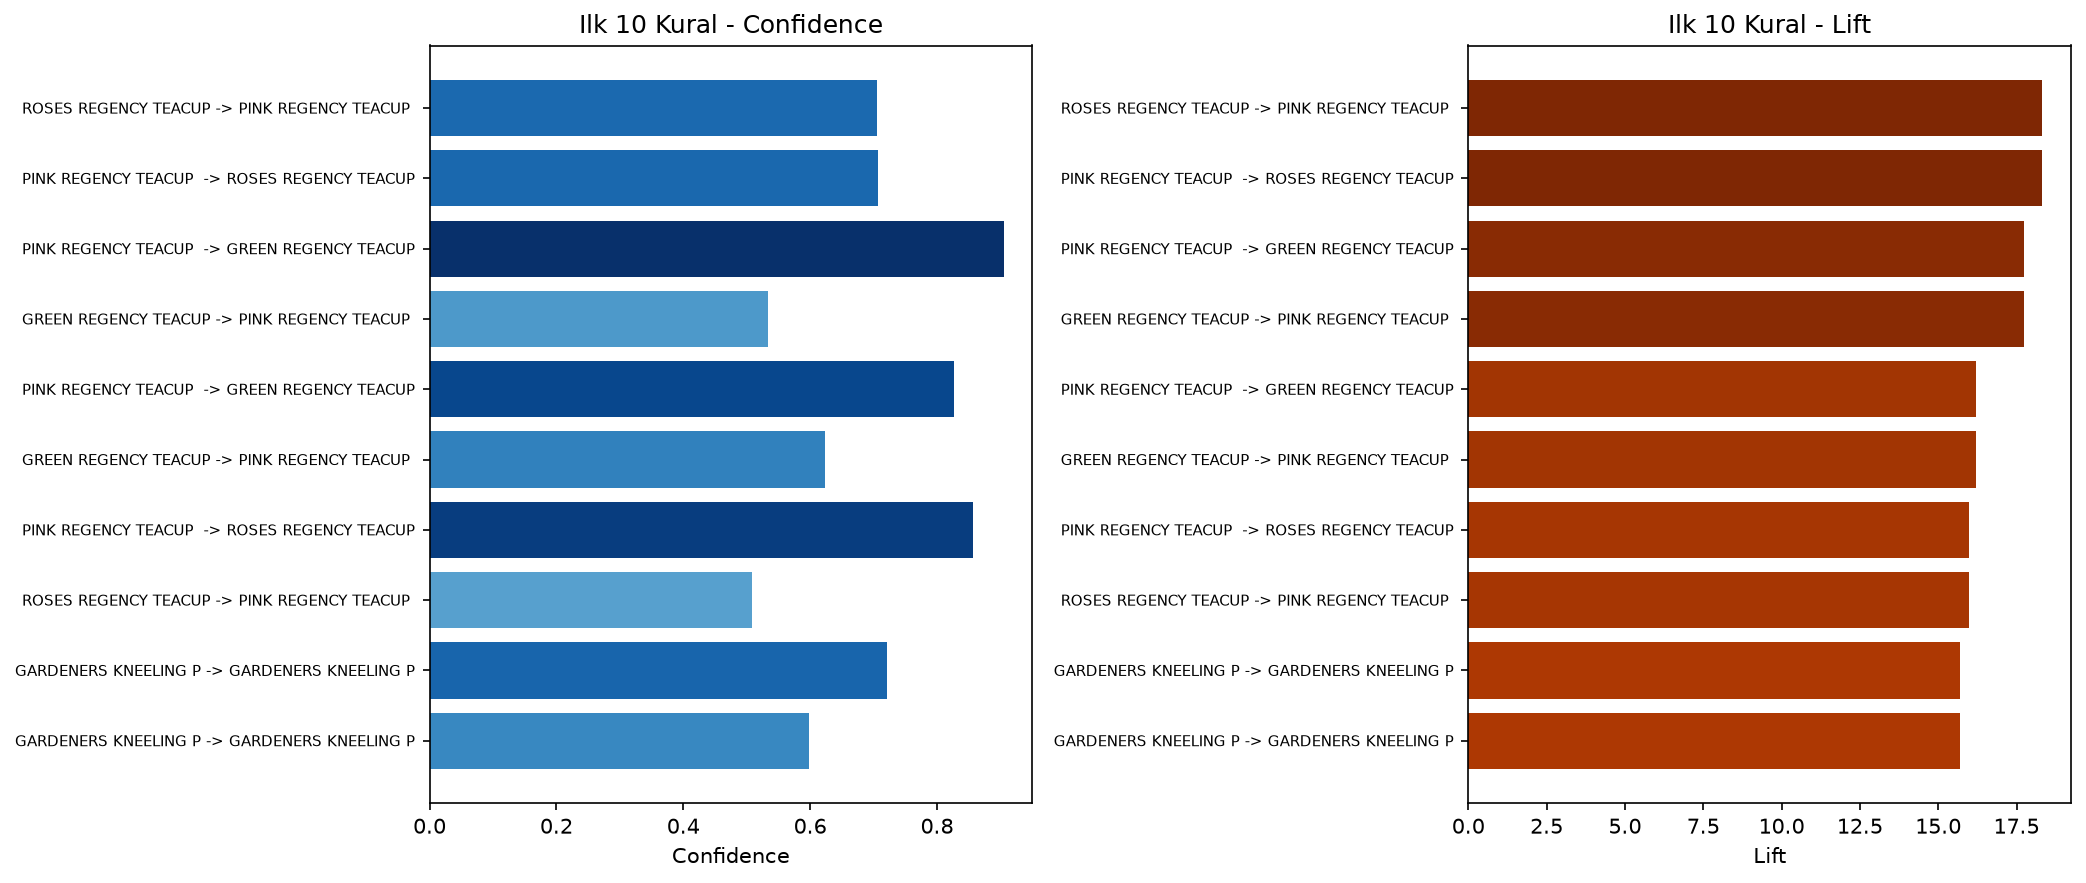 Ilk 10 Kural - Confidence
ROSES REGENCY TEACUP -> PINK REGENCY TEACUP
PINK REGENCY TEACUP  -> ROSES REGENCY TEACUP
PINK REGENCY TEACUP  -> GREEN REGENCY TEACUP
GREEN REGENCY TEACUP -> PINK REGENCY TEACUP
PINK REGENCY TEACUP  -> GREEN REGENCY TEACUP
GREEN REGENCY TEACUP -> PINK REGENCY TEACUP
PINK REGENCY TEACUP  -> ROSES REGENCY TEACUP
ROSES REGENCY TEACUP -> PINK REGENCY TEACUP
GARDENERS KNEELING P -> GARDENERS KNEELING P
GARDENERS KNEELING P -> GARDENERS KNEELING P
0.0 0.2 0.4 0.6 0.8
Confidence
Ilk 10 Kural - Lift
ROSES REGENCY TEACUP -> PINK REGENCY TEACUP
PINK REGENCY TEACUP  -> ROSES REGENCY TEACUP
PINK REGENCY TEACUP  -> GREEN REGENCY TEACUP
GREEN REGENCY TEACUP -> PINK REGENCY TEACUP
PINK REGENCY TEACUP  -> GREEN REGENCY TEACUP
GREEN REGENCY TEACUP -> PINK REGENCY TEACUP
PINK REGENCY TEACUP  -> ROSES REGENCY TEACUP
ROSES REGENCY TEACUP -> PINK REGENCY TEACUP
GARDENERS KNEELING P -> GARDENERS KNEELING P
GARDENERS KNEELING P -> GARDENERS KNEELING P
0.0 2.5 5.0 7.5 10.0 12.5 15.0 17.5
Lift